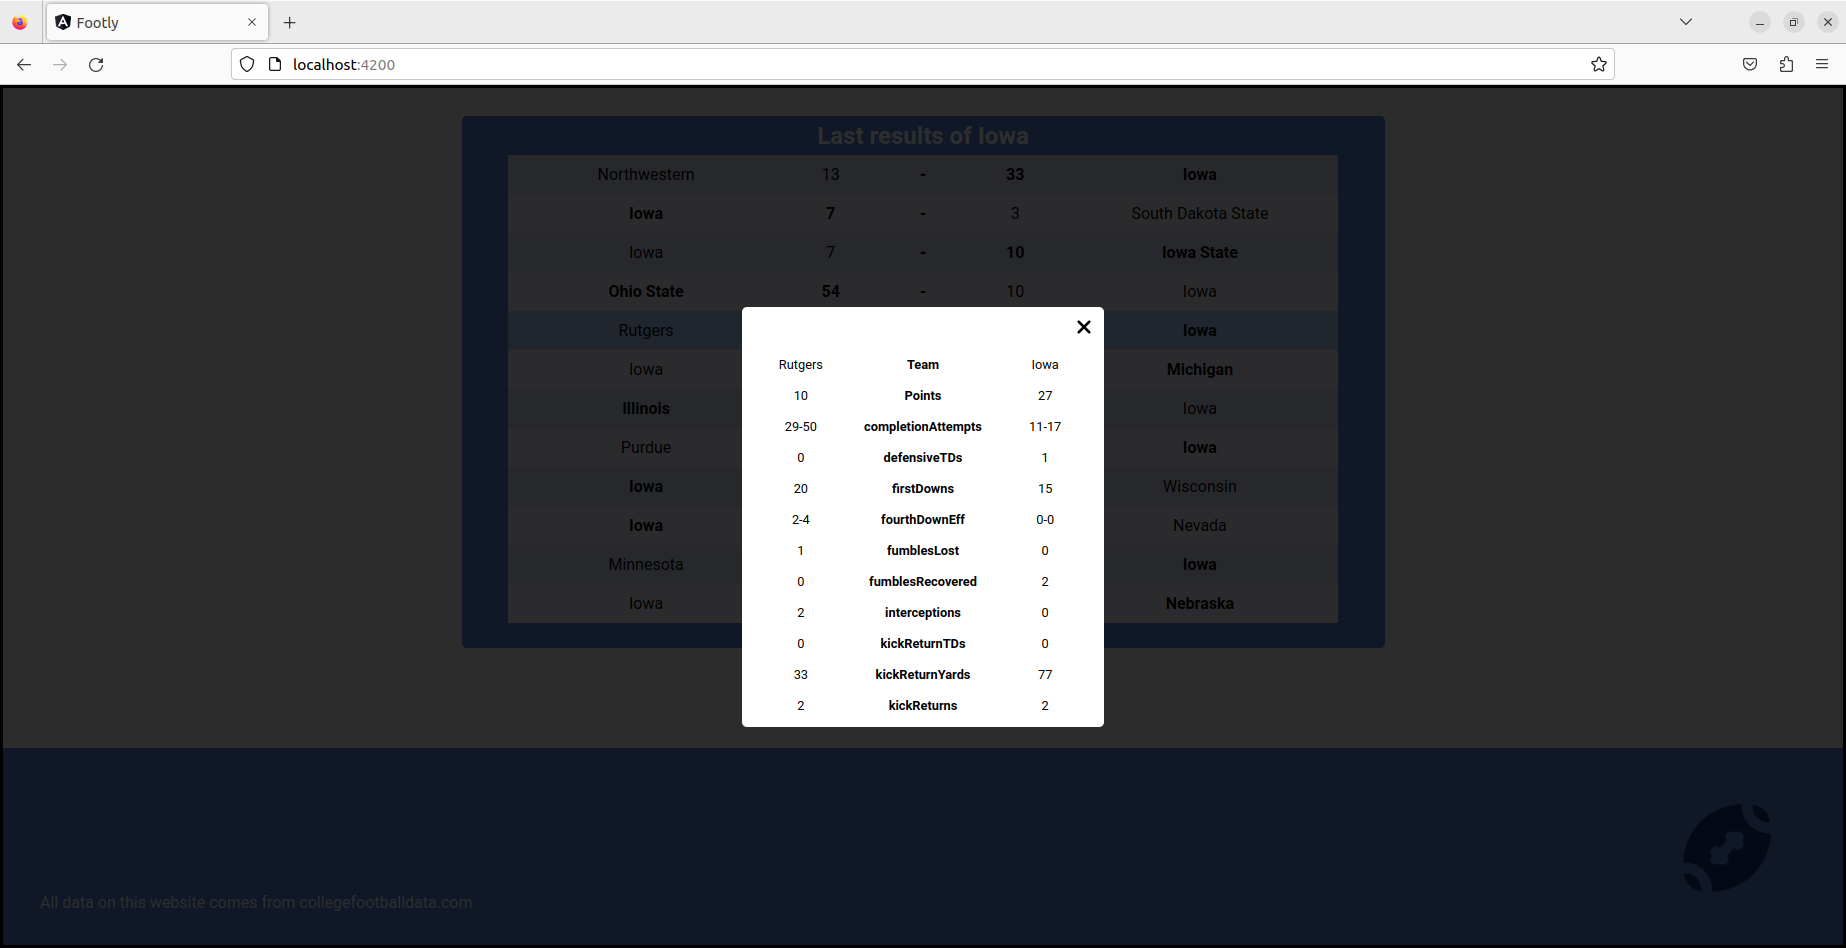 Footly
localhost:4200
Last results of Iowa
Northwestern 13 - 33 Iowa
Iowa 7 - 3 South Dakota State
Iowa 7 - 10 Iowa State
Ohio State 54 - 10 Iowa
Rutgers Iowa
Iowa Michigan
Illinois Iowa
Purdue Iowa
Iowa Wisconsin
Iowa Nevada
Minnesota Iowa
Iowa Nebraska
Rutgers Team Iowa
10 Points 27
29-50 completionAttempts 11-17
0 defensiveTDs 1
20 firstDowns 15
2-4 fourthDownEff 0-0
1 fumblesLost 0
0 fumblesRecovered 2
2 interceptions 0
0 kickReturnTDs 0
33 kickReturnYards 77
2 kickReturns 2
All data on this website comes from collegefootballdata.com